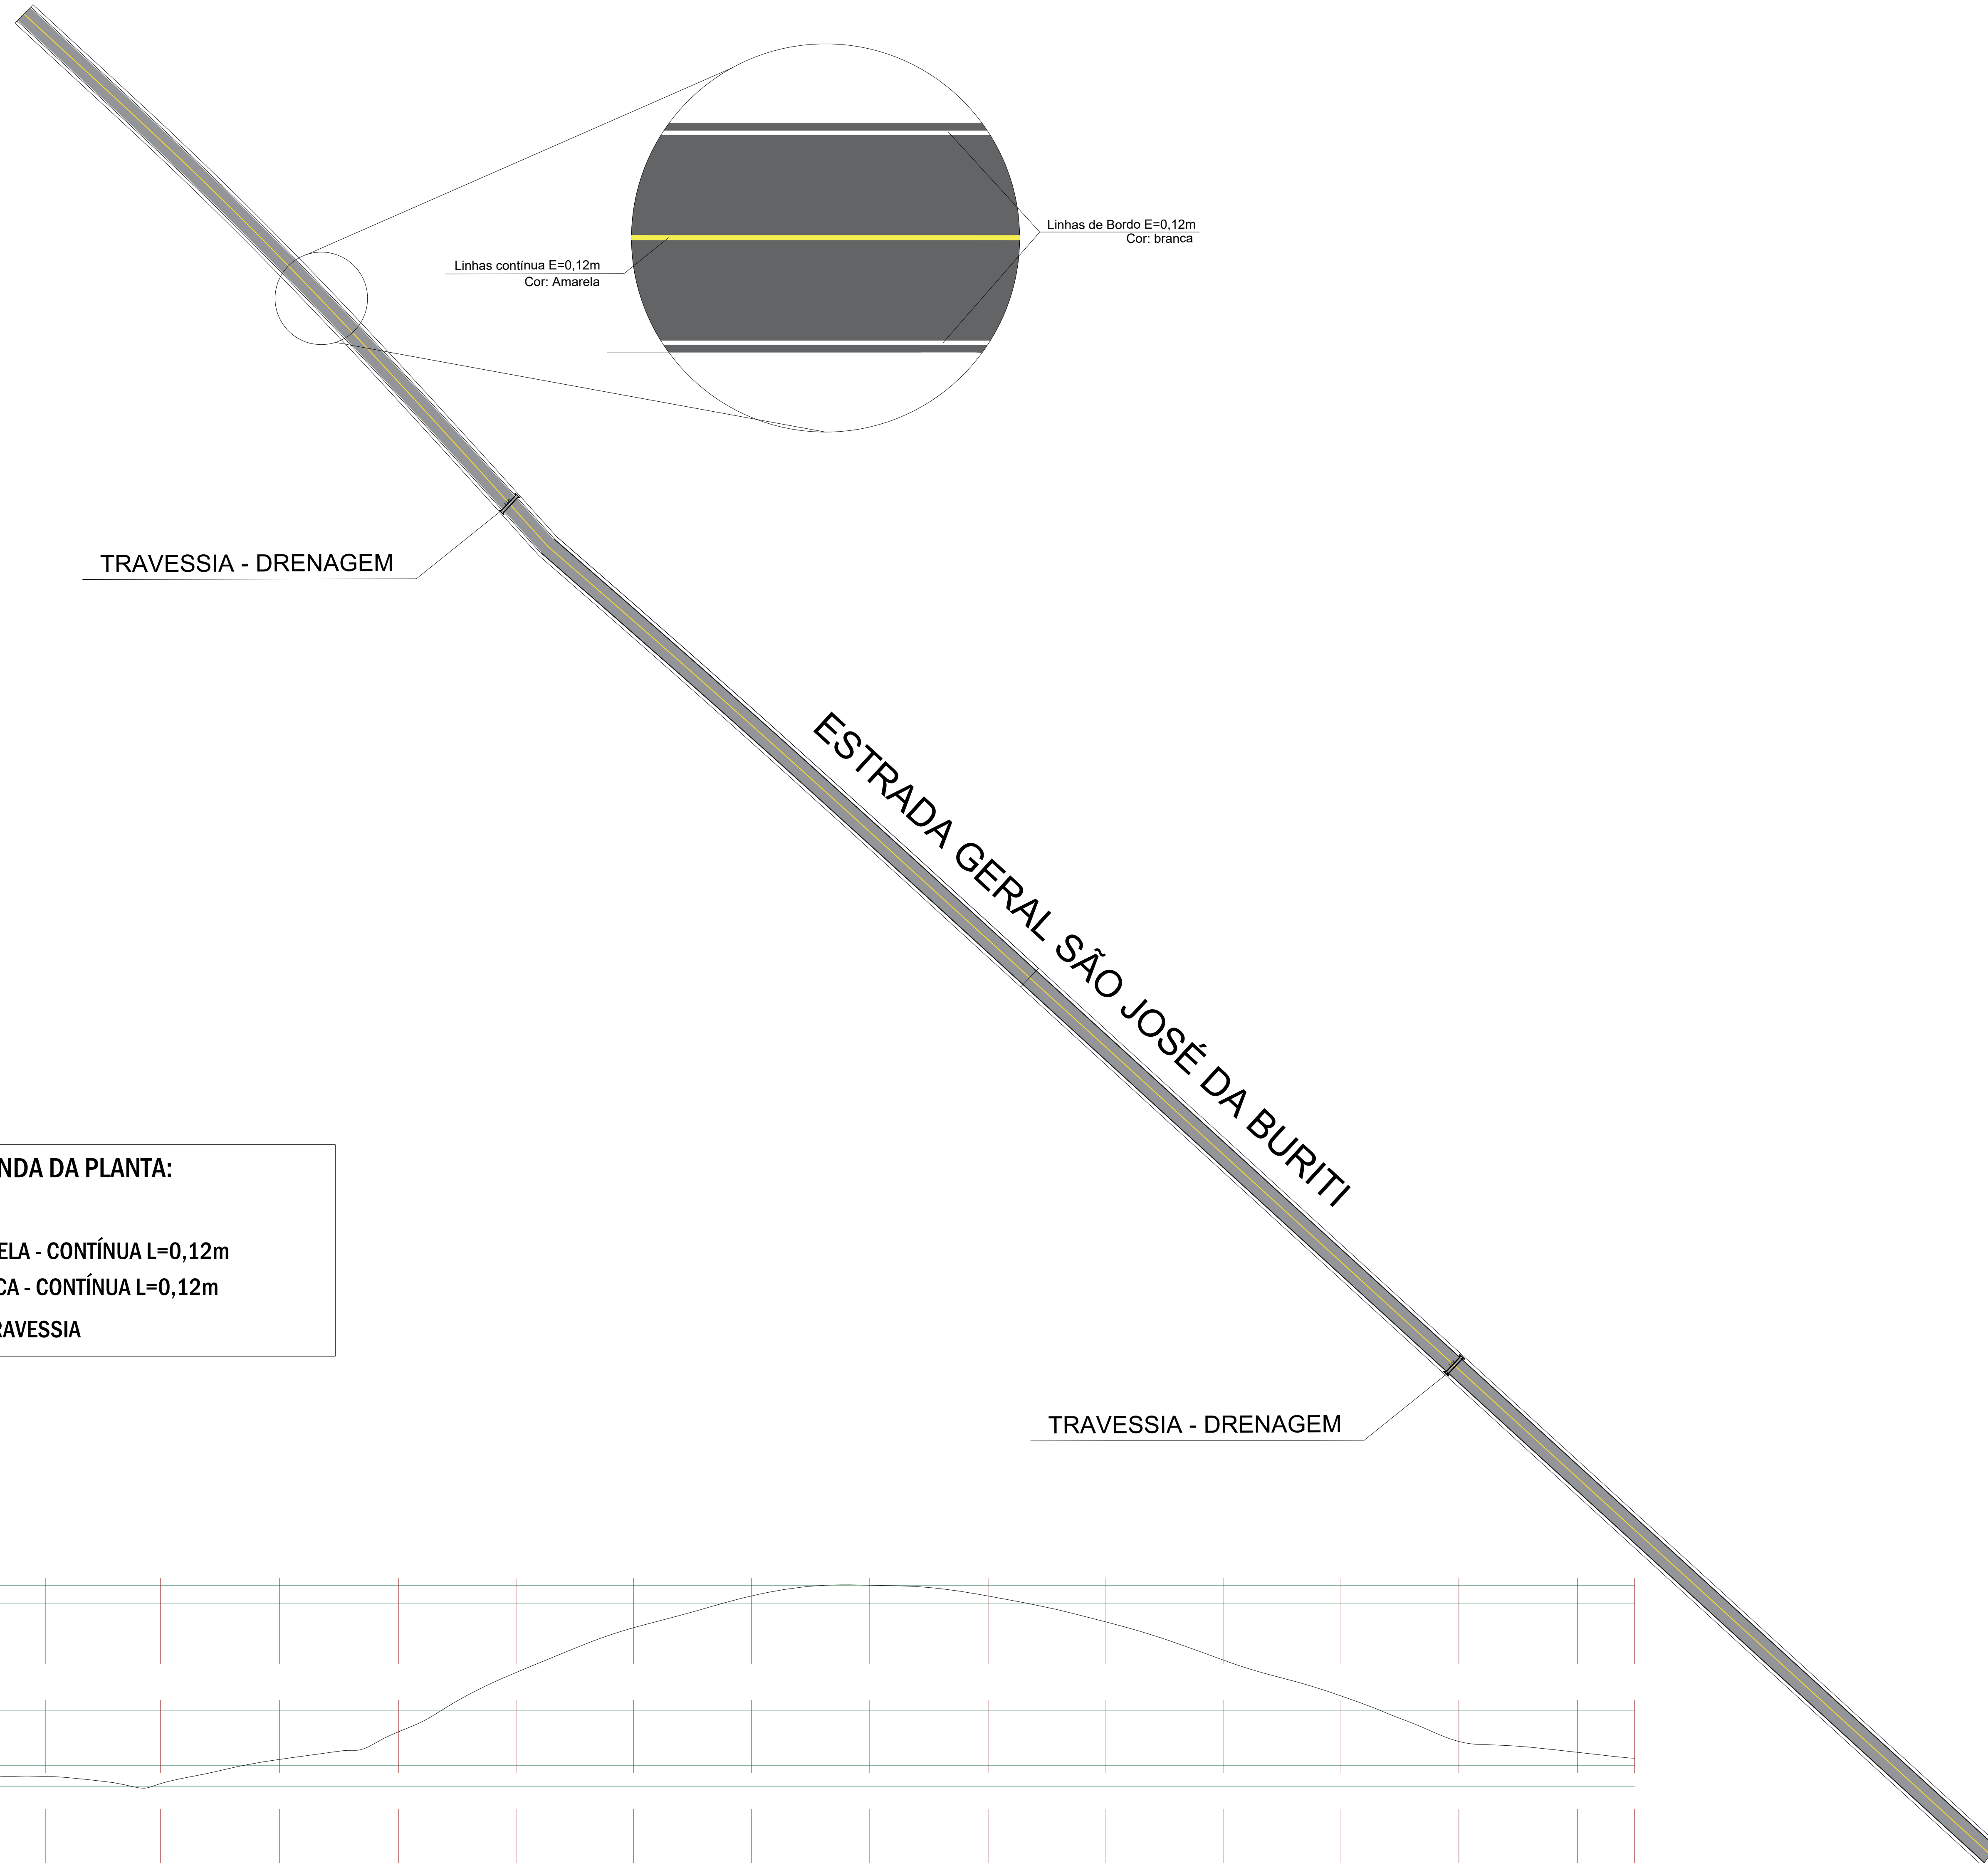 Linhas de Bordo E=0,12m
Cor: branca
Linhas contínua E=0,12m
Cor: Amarela
TRAVESSIA - DRENAGEM
ESTRADA GERAL SÃO JOSÉ DA BURITI
NDA DA PLANTA:
ELA - CONTÍNUA L=0,12m
CA - CONTÍNUA L=0,12m
RAVESSIA
TRAVESSIA - DRENAGEM